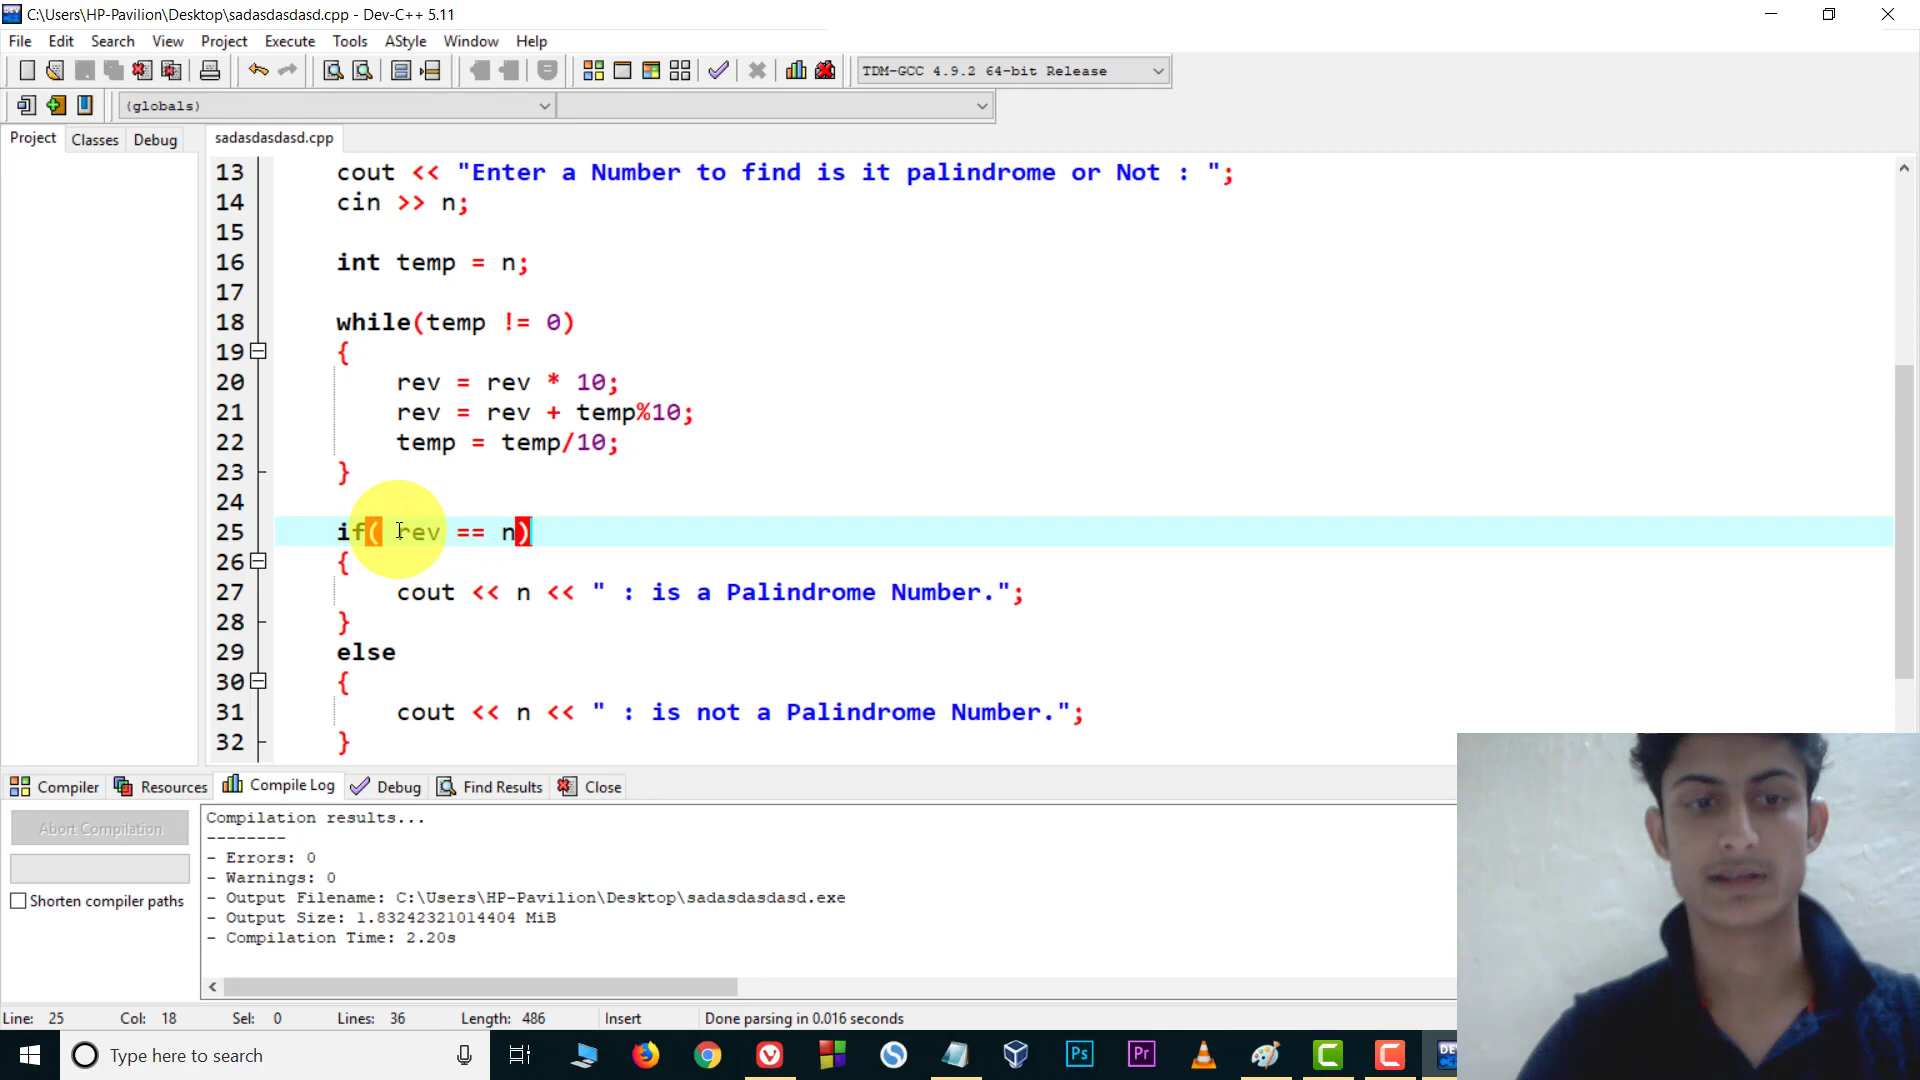 C:\Users\HP-Pavilion\Desktop\sadasdasdasd.cpp - Dev-C++ 5.11
File Edit Search View Project Execute Tools AStyle Window Help
TDM-GCC 4.9.2 64-bit Release
(globals)
Project Classes Debug sadasdasdasd.cpp
13 cout << "Enter a Number to find is it palindrome or Not : ";
14 cin >> n;
15
16 int temp = n;
17
18 while(temp != 0)
19 {
20 rev = rev * 10;
21 rev = rev + temp%10;
22 temp = temp/10;
23 }
24
25 if( rev == n)
26 {
27 cout << n << " : is a Palindrome Number.";
28 }
29 else
30 {
31 cout << n << " : is not a Palindrome Number.";
32 }
Compiler Resources Compile Log Debug Find Results Close
Abort Compilation
Shorten compiler paths
Compilation results...
--------
- Errors: 0
- Warnings: 0
- Output Filename: C:\Users\HP-Pavilion\Desktop\sadasdasdasd.exe
- Output Size: 1.83242321014404 MiB
- Compilation Time: 2.20s
Line: 25 Col: 18 Sel: 0 Lines: 36 Length: 486 Insert Done parsing in 0.016 seconds
Type here to search
Ps
Pr
DEV